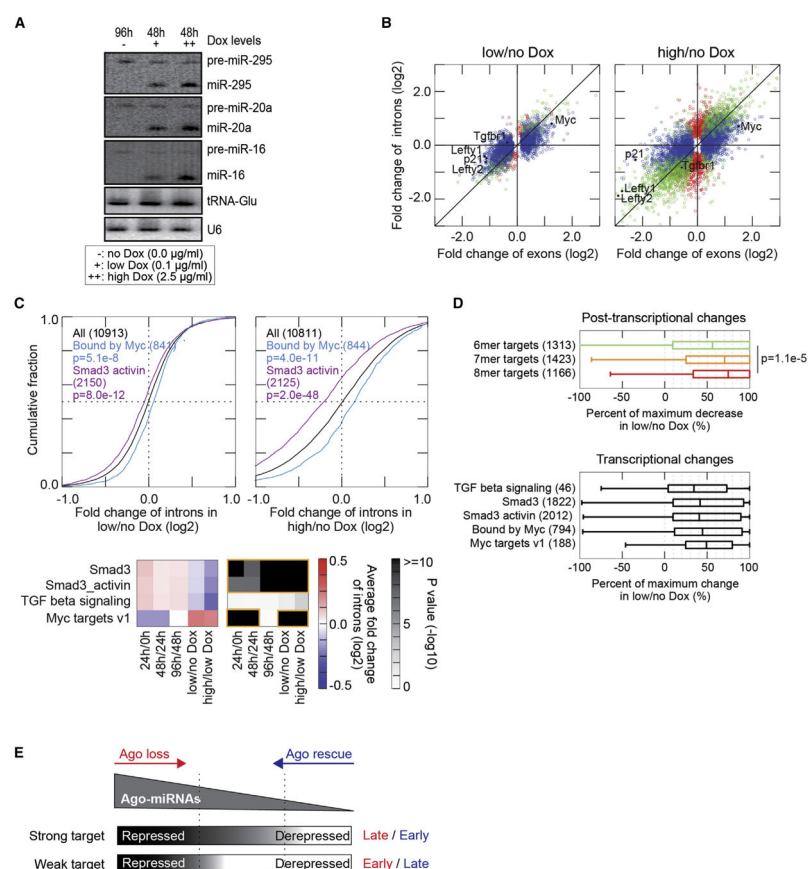 A
96h 48h 48h
- + ++ Dox levels
pre-miR-295
miR-295
pre-miR-20a
miR-20a
pre-miR-16
miR-16
tRNA-Glu
U6
-: no Dox (0.0 µg/ml)
+: low Dox (0.1 µg/ml)
++: high Dox (2.5 µg/ml)
B
low/no Dox
high/no Dox
Fold change of introns (log2)
2.0
0.0
-2.0
Tgfbr1
Myc
Lefty1
p21
Lefty2
Myc
p21
Tgfbr1
Lefty1
Lefty2
-2.0 0.0 2.0
-2.0 0.0 2.0
Fold change of exons (log2)
Fold change of exons (log2)
C
Cumulative fraction
1.0
0.5
0.0
All (10913)
Bound by Myc (841)
p=5.1e-8
Smad3 activin
(2150)
p=8.0e-12
All (10811)
Bound by Myc (844)
p=4.0e-11
Smad3 activin
(2125)
p=2.0e-48
-1.0 0.0 1.0
-1.0 0.0 1.0
Fold change of introns in
low/no Dox (log2)
Fold change of introns in
high/no Dox (log2)
Smad3
Smad3_activin
TGF beta signaling
Myc targets v1
24h/0h
48h/24h
96h/48h
low/no Dox
high/low Dox
24h/0h
48h/24h
96h/48h
low/no Dox
high/low Dox
0.5
0.0
-0.5
Average fold change
of introns (log2)
>=10
5
0
P value (-log10)
D
Post-transcriptional changes
6mer targets (1313)
7mer targets (1423)
8mer targets (1166)
p=1.1e-5
-100 -50 0 50 100
Percent of maximum decrease
in low/no Dox (%)
Transcriptional changes
TGF beta signaling (46)
Smad3 (1822)
Smad3 activin (2012)
Bound by Myc (794)
Myc targets v1 (188)
-100 -50 0 50 100
Percent of maximum change
in low/no Dox (%)
E
Ago loss
Ago rescue
Ago-miRNAs
Strong target Repressed Derepressed Late / Early
Weak target Repressed Derepressed Early / Late